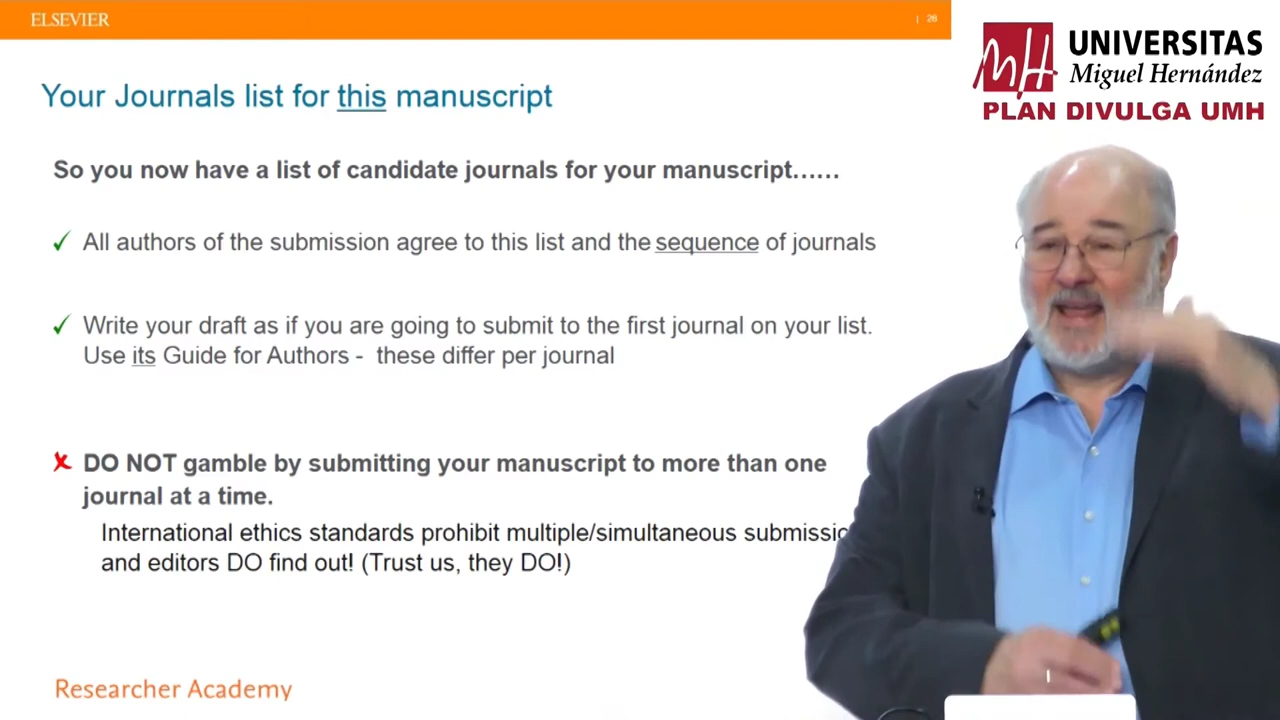 ELSEVIER
| 26
UNIVERSITAS
Miguel Hernández
PLAN DIVULGA UMH
Your Journals list for this manuscript
So you now have a list of candidate journals for your manuscript......
✓ All authors of the submission agree to this list and the sequence of journals
✓ Write your draft as if you are going to submit to the first journal on your list.
Use its Guide for Authors - these differ per journal
✗ DO NOT gamble by submitting your manuscript to more than one
journal at a time.
International ethics standards prohibit multiple/simultaneous
and editors DO find out! (Trust us, they DO!)
Researcher Academy